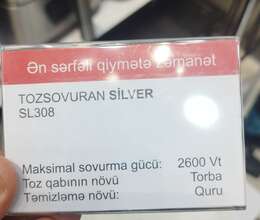 Ən sərfəli qiymətə zəmanət
TOZSOVURAN SİLVER
SL308
Maksimal sovurma gücü: 2600 Vt
Toz qabının növü Torba
Təmizləmə növü: Quru